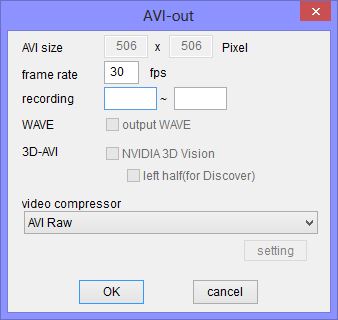 AVI-out
AVI size 506 x 506 Pixel
frame rate 30 fps
recording ~
WAVE output WAVE
3D-AVI NVIDIA 3D Vision
left half(for Discover)
video compressor
AVI Raw
setting
OK cancel